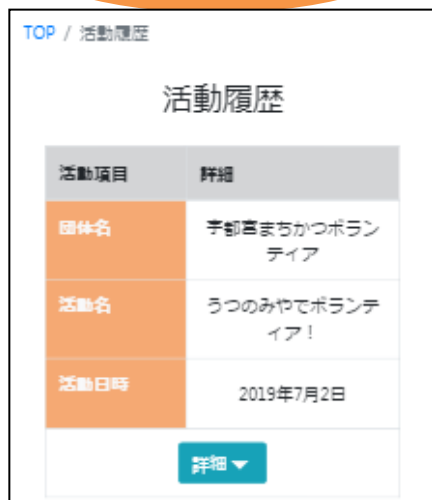 TOP / 活動履歴
活動履歴
活動項目 詳細
団体名 宇都宮まちかつボラン
ティア
活動名 うつのみやでボランテ
ィア！
活動日時 2019年7月2日
詳細